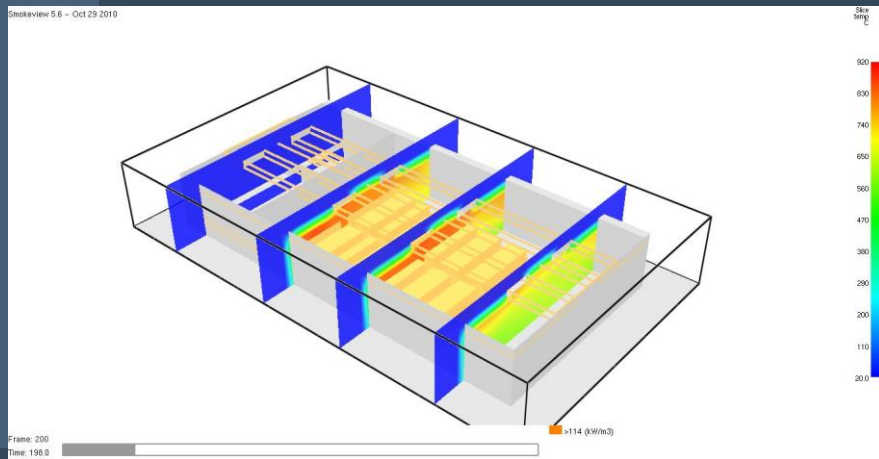 Smokeview 5.6 - Oct 29 2010
Slice
temp
C
920
830
740
650
560
470
380
290
200
110
20.0
>114 (kW/m3)
Frame: 200
Time: 198.0